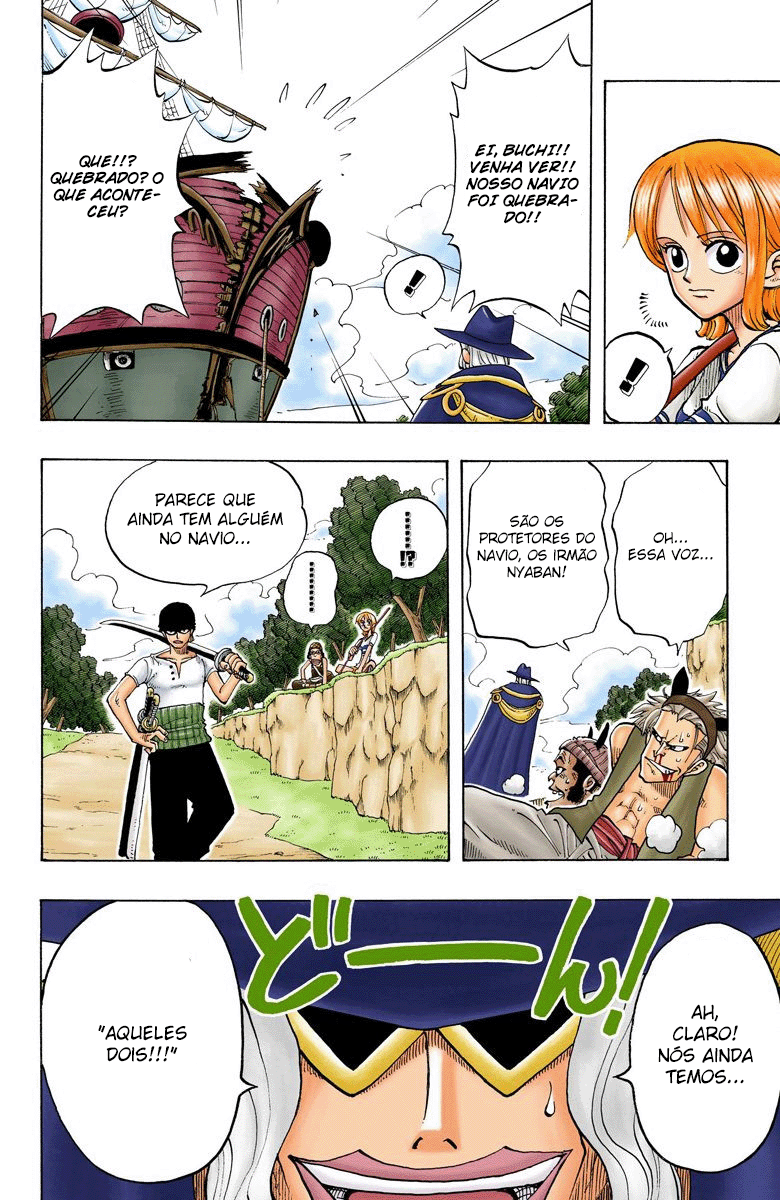 !
EI, BUCHI!!
VENHA VER!!
NOSSO NAVIO
FOI QUEBRA-
DO!!
!
QUE!!?
QUEBRADO? O
QUE ACONTE-
CEU?
OH...
ESSA VOZ...
SÃO OS
PROTETORES DO
NAVIO, OS IRMÃO
NYABAN!
......!?
........
PARECE QUE
AINDA TEM ALGUÉM
NO NAVIO...
どーん!
AH,
CLARO!
NÓS AINDA
TEMOS...
"AQUELES
DOIS!!!"